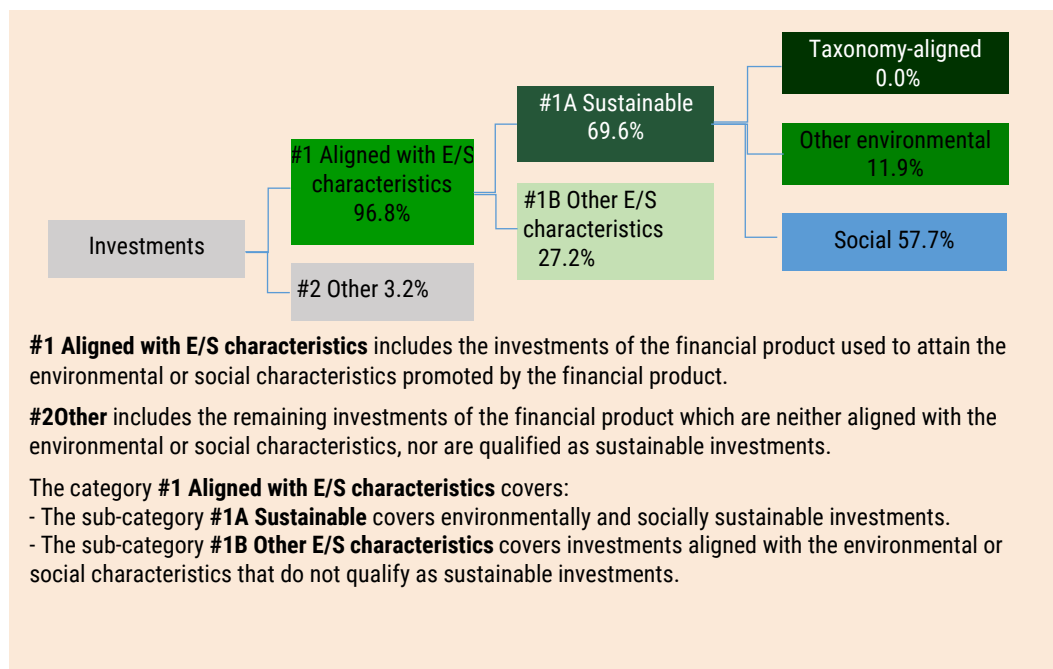 Taxonomy-aligned
0.0%
#1A Sustainable
69.6%
#1 Aligned with E/S
characteristics
96.8%
Other environmental
11.9%
#1B Other E/S
characteristics
27.2%
Investments
Social 57.7%
#2 Other 3.2%
#1 Aligned with E/S characteristics includes the investments of the financial product used to attain the
environmental or social characteristics promoted by the financial product.
#2Other includes the remaining investments of the financial product which are neither aligned with the
environmental or social characteristics, nor are qualified as sustainable investments.
The category #1 Aligned with E/S characteristics covers:
- The sub-category #1A Sustainable covers environmentally and socially sustainable investments.
- The sub-category #1B Other E/S characteristics covers investments aligned with the environmental or
social characteristics that do not qualify as sustainable investments.